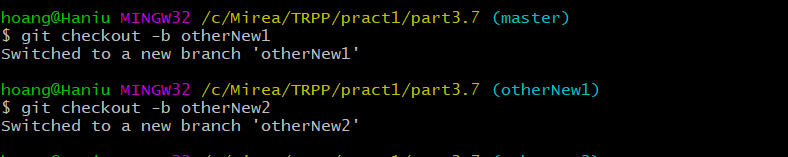 hoang@Haniu MINGW32 /c/Mirea/TRPP/pract1/part3.7 (master)
$ git checkout -b otherNew1
Switched to a new branch 'otherNew1'
hoang@Haniu MINGW32 /c/Mirea/TRPP/pract1/part3.7 (otherNew1)
$ git checkout -b otherNew2
Switched to a new branch 'otherNew2'